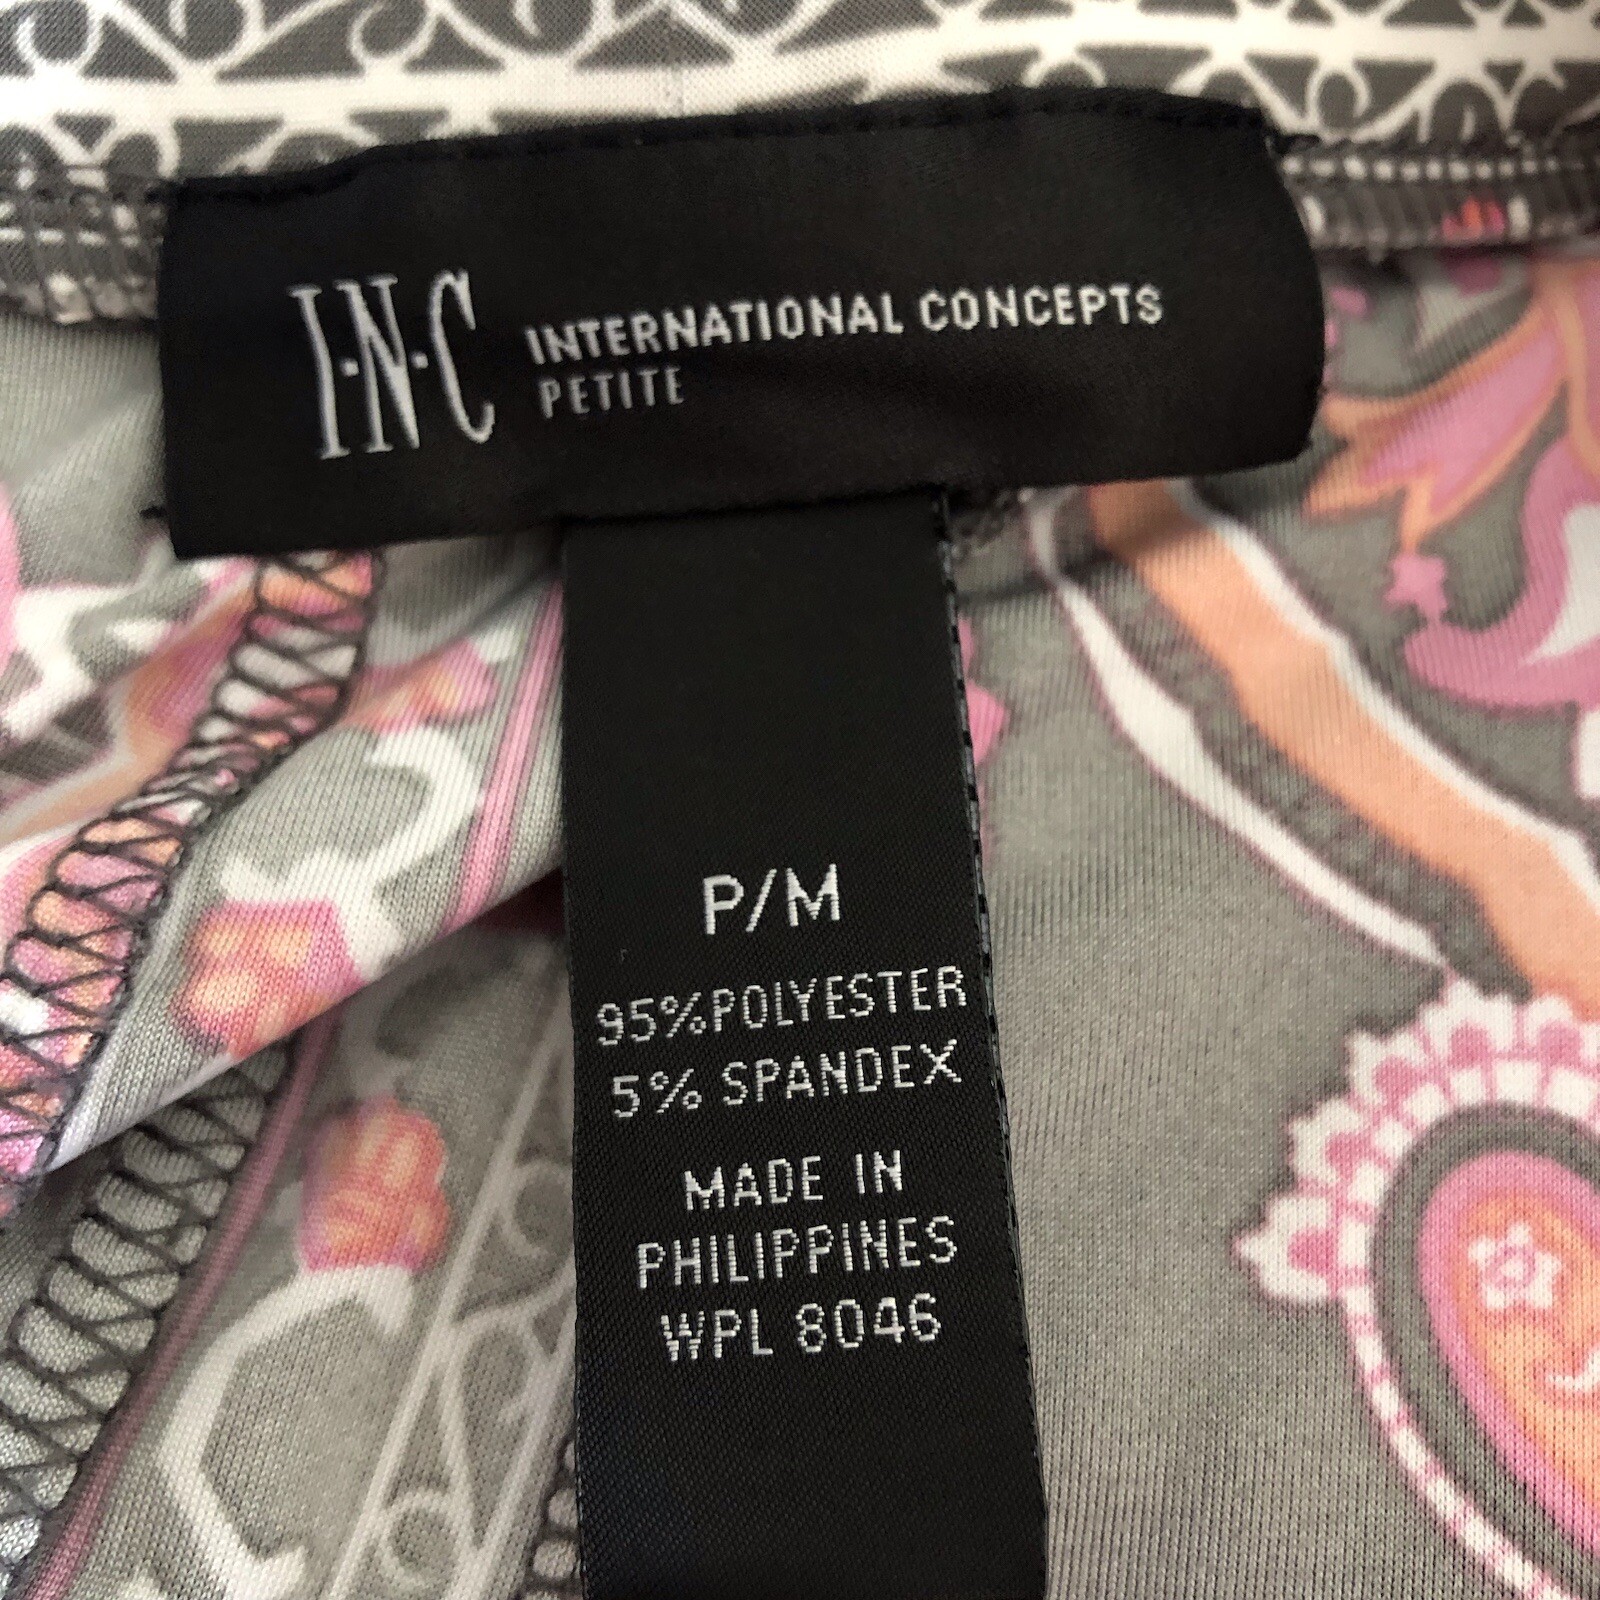 I·N·C INTERNATIONAL CONCEPTS
PETITE
P/M
95%POLYESTER
5% SPANDEX
MADE IN
PHILIPPINES
WPL 8046